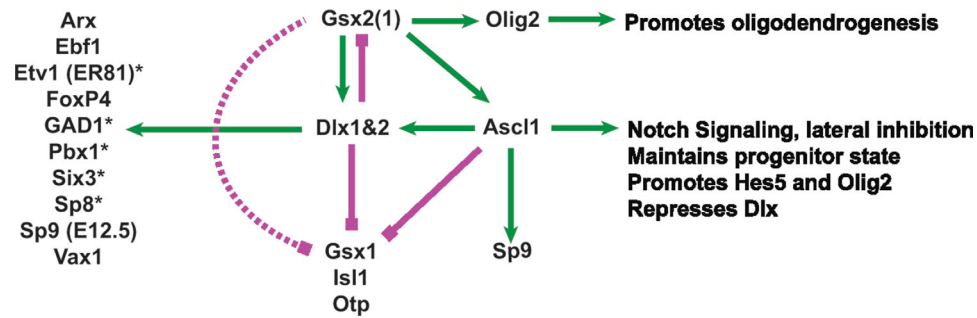 Arx
Ebf1
Etv1 (ER81)*
FoxP4
GAD1*
Pbx1*
Six3*
Sp8*
Sp9 (E12.5)
Vax1
Gsx2(1)
Olig2
Promotes oligodendrogenesis
Dlx1&2
Ascl1
Notch Signaling, lateral inhibition
Maintains progenitor state
Promotes Hes5 and Olig2
Represses Dlx
Gsx1
Isl1
Otp
Sp9